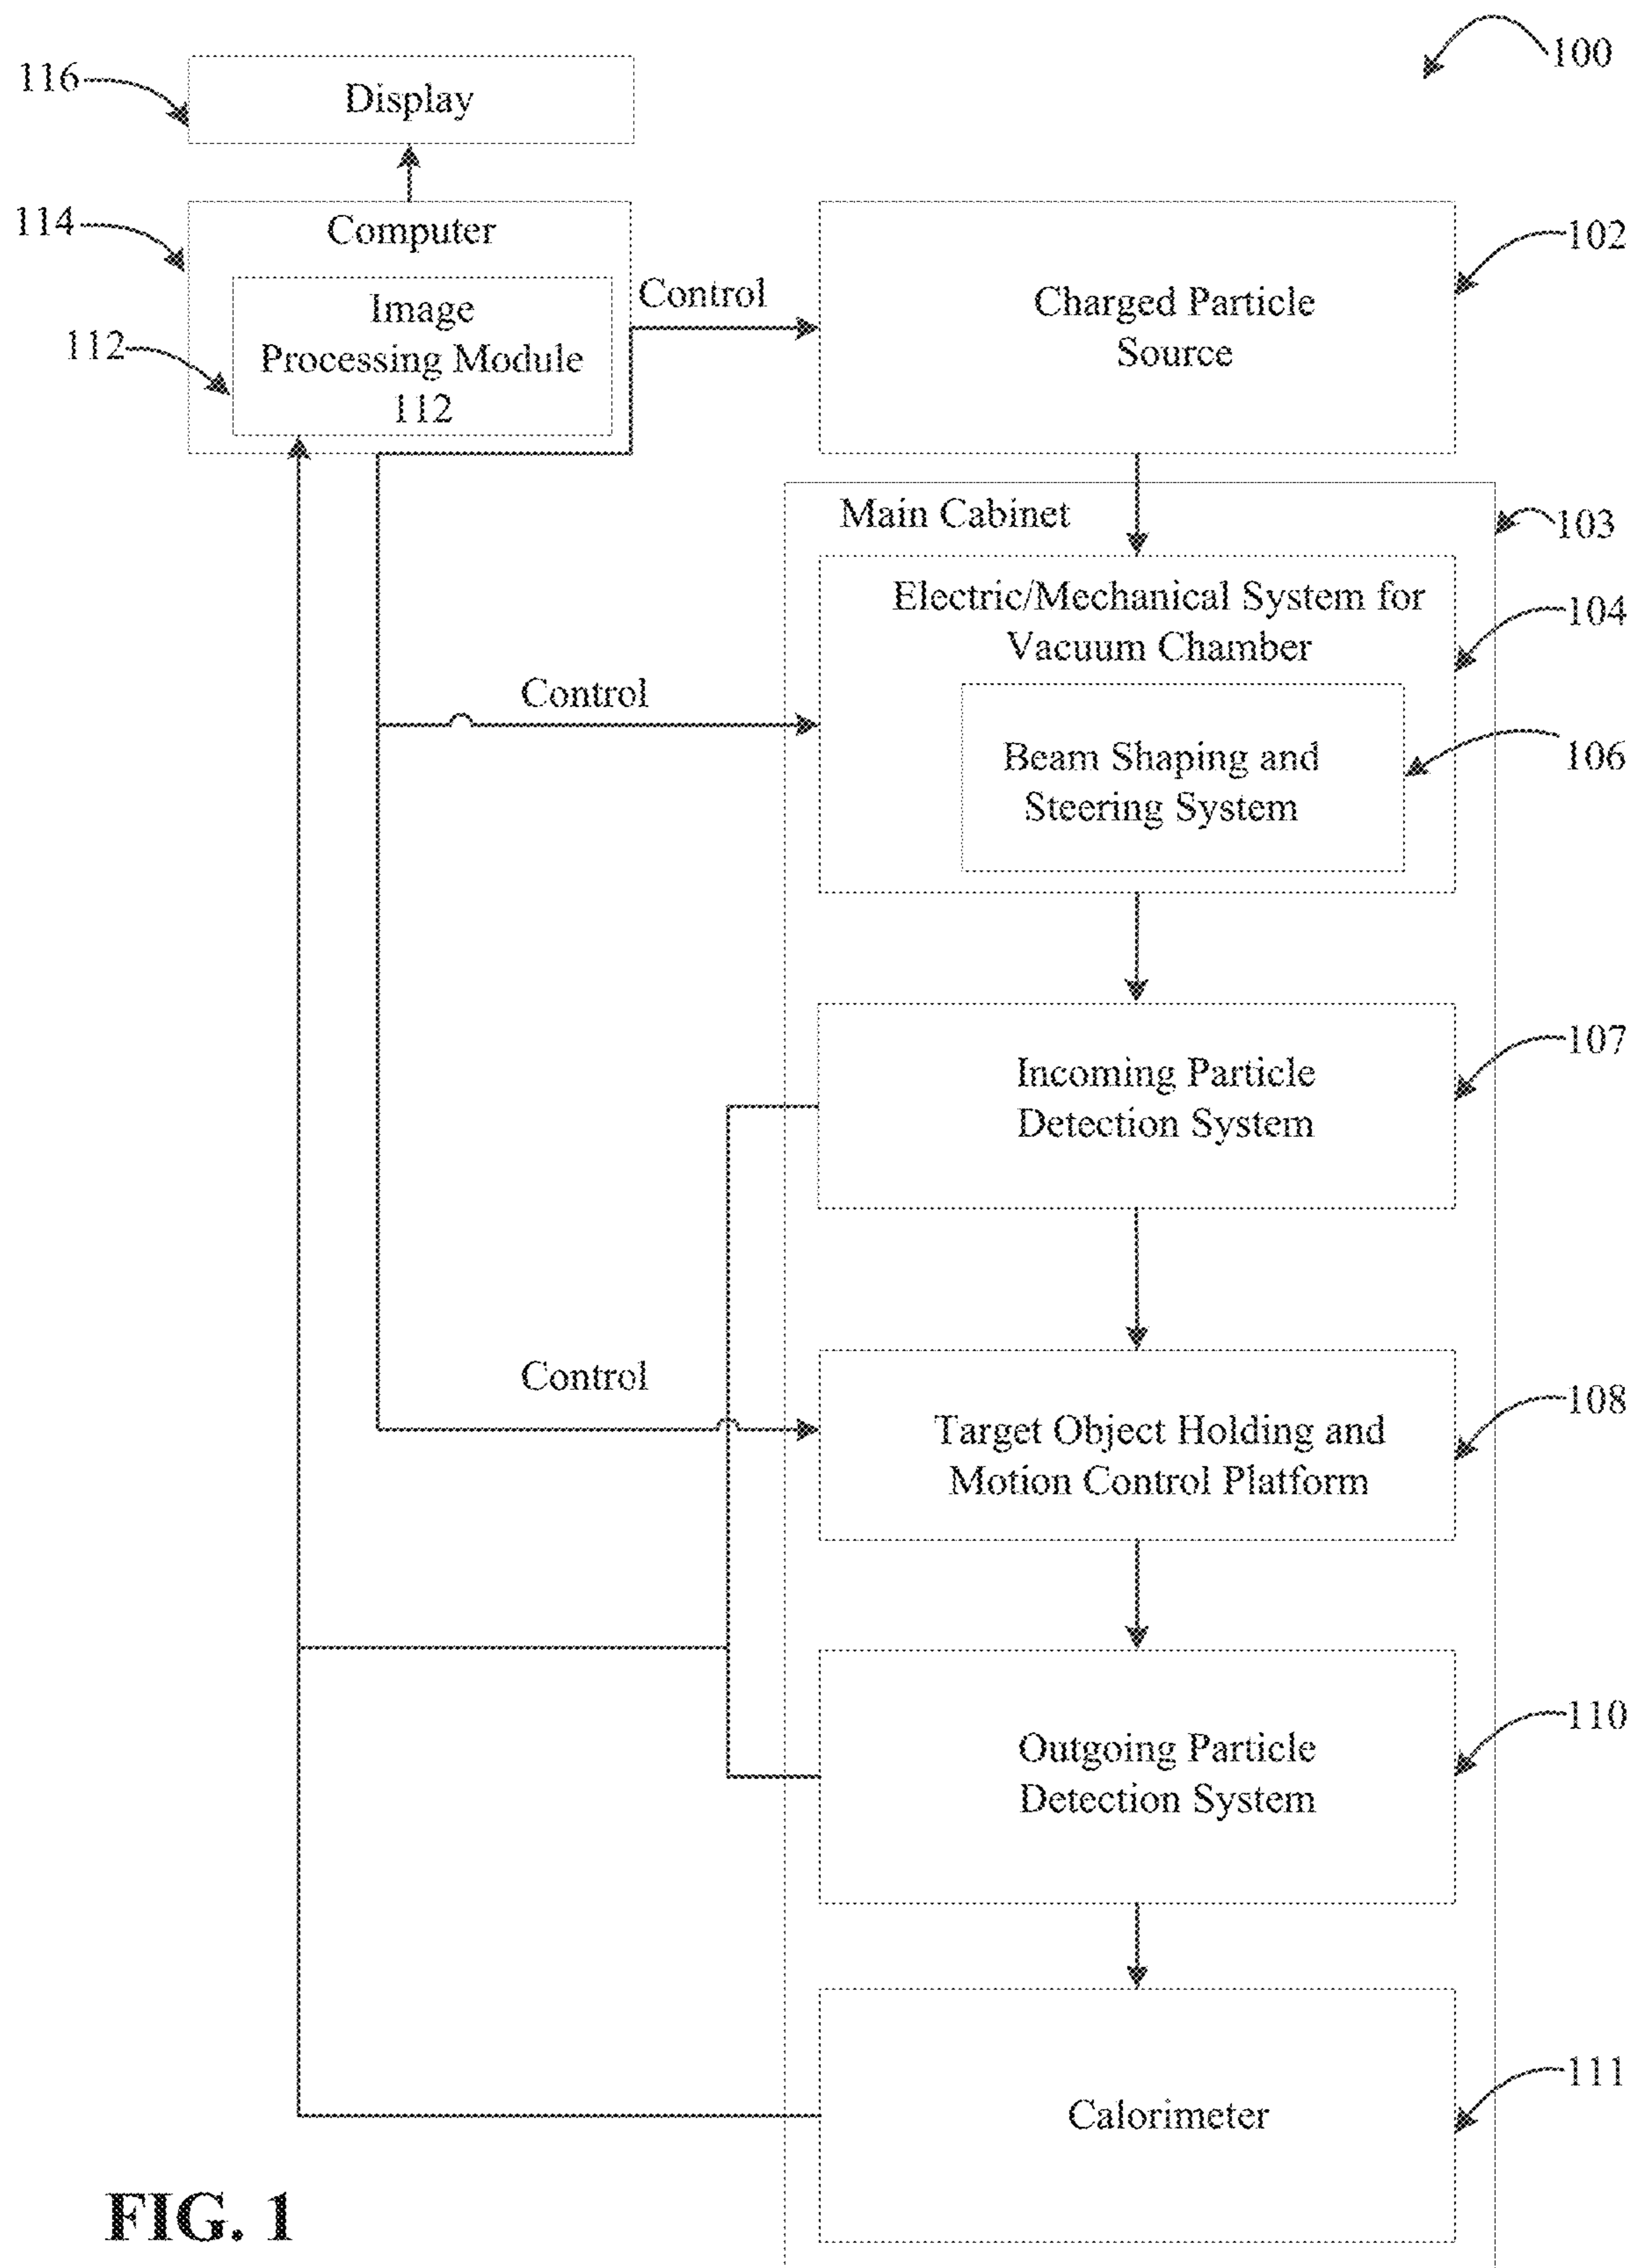 100
116
Display
114
Computer
102
Control
Image
Processing Module
112
112
Charged Particle
Source
Main Cabinet
103
Electric/Mechanical System for
Vacuum Chamber
104
Control
Beam Shaping and
Steering System
106
Incoming Particle
Detection System
107
Control
Target Object Holding and
Motion Control Platform
108
Outgoing Particle
Detection System
110
Calorimeter
111
FIG. 1